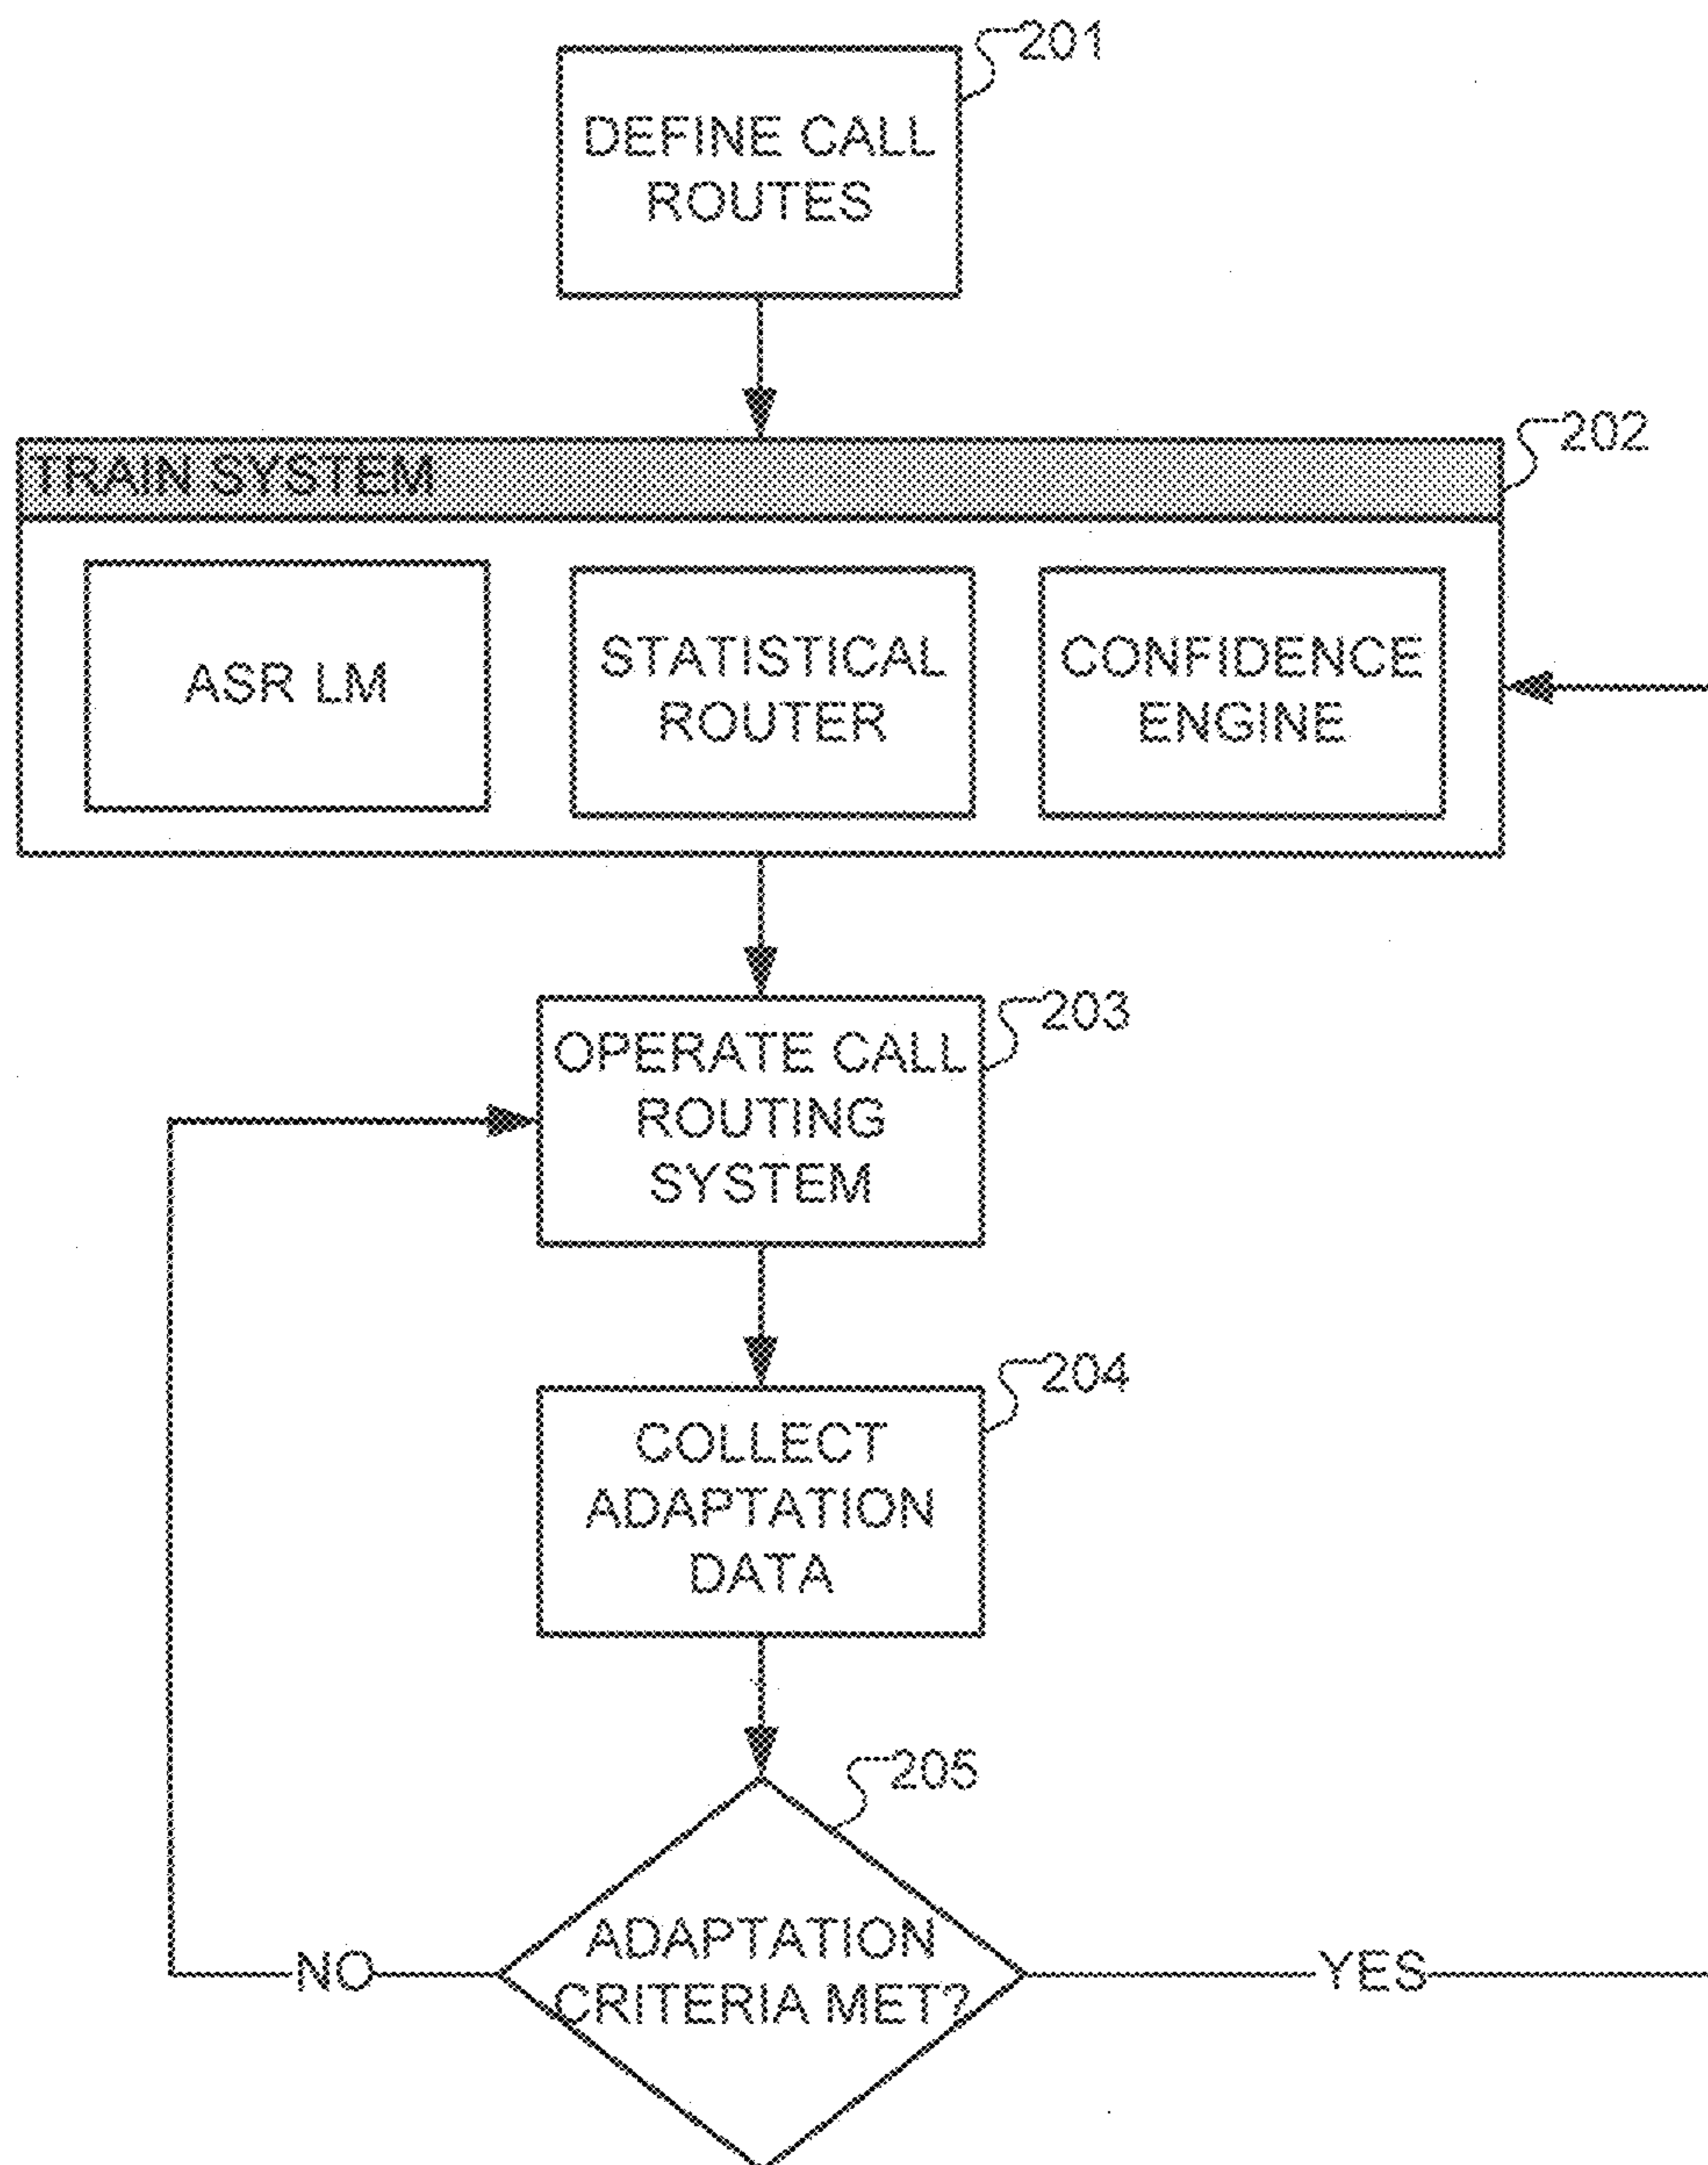 201
DEFINE CALL
ROUTES
202
TRAIN SYSTEM
ASR LM
STATISTICAL
ROUTER
CONFIDENCE
ENGINE
203
OPERATE CALL
ROUTING
SYSTEM
204
COLLECT
ADAPTATION
DATA
205
ADAPTATION
CRITERIA MET?
NO
YES